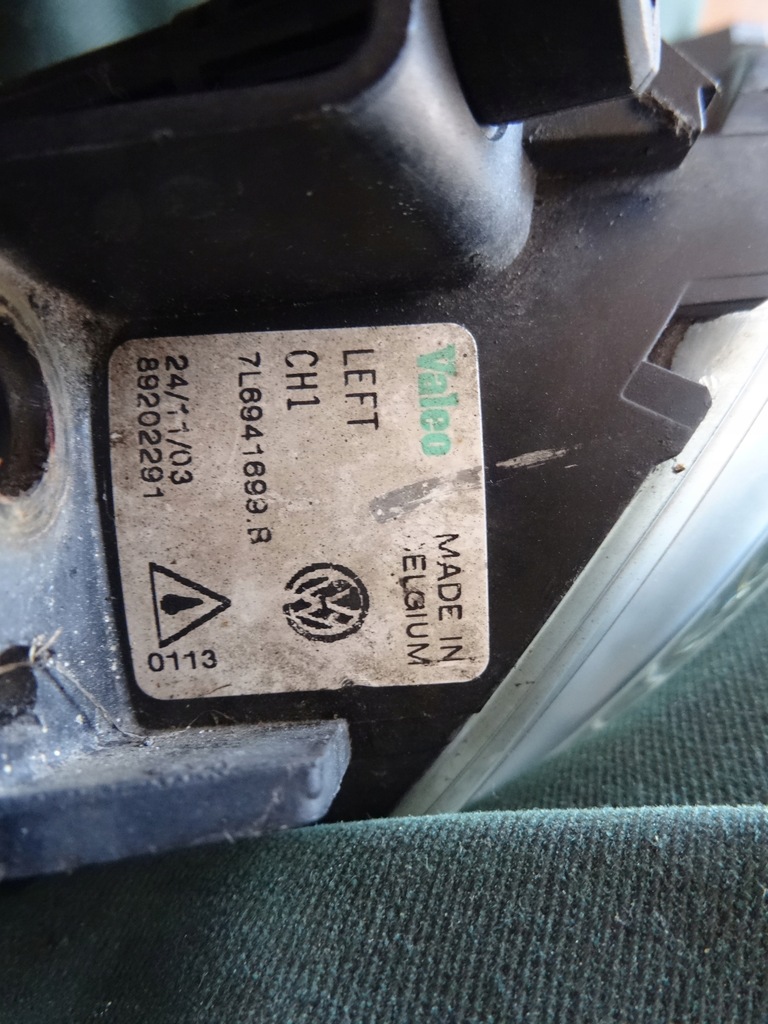 Valeo
MADE IN
ELGIUM
LEFT
CH1
7L6941699.B
24/11/03
89202291
0113